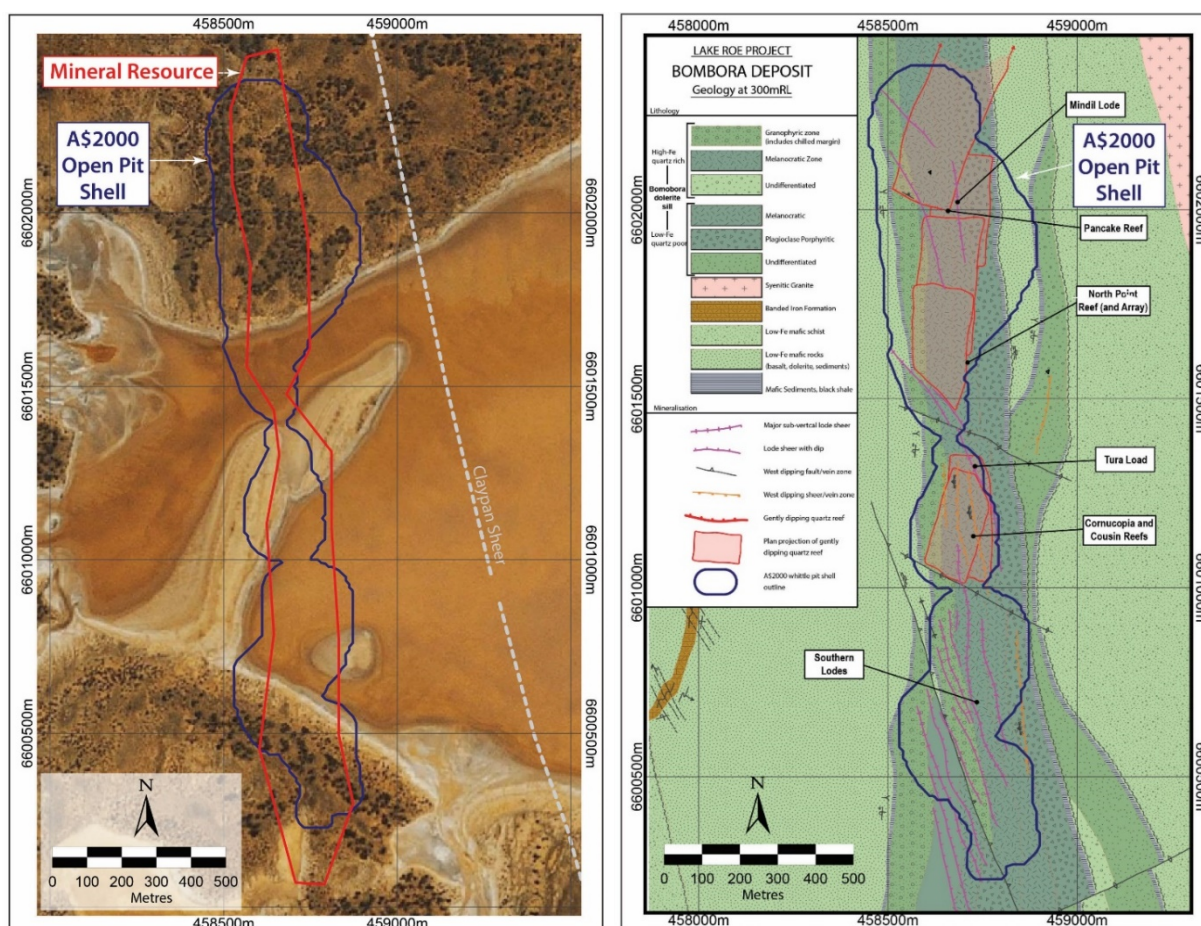 458500m
459000m
Mineral Resource
A$2000
Open Pit
Shell
6602000m
6601500m
6601000m
6600500m
Claypan Sheer
N
0 100 200 300 400 500
Metres
458500m
459000m
458000m
458500m
459000m
LAKE ROE PROJECT
BOMBORA DEPOSIT
Geology at 300mRL
Lithology
High-Fe
quartz rich
Bomobora
dolerite
sill
Low-Fe
quartz poor
Granophyric zone
(includes chilled margin)
Melanocratic Zone
Undifferentiated
Melanocratic
Plagioclase Porphyritic
Undifferentiated
Syenitic Granite
Banded Iron Formation
Low-Fe mafic schist
Low-Fe mafic rocks
(basalt, dolerite, sediments)
Mafic Sediments, black shale
Mineralisation
Major sub-vertcal lode sheer
Lode sheer with dip
West dipping fault/vein zone
West dipping sheer/vein zone
Gently dipping quartz reef
Plan projection of gently
dipping quartz reef
A$2000 whittle pit shell
outline
Mindil Lode
A$2000
Open Pit
Shell
Pancake Reef
North Point
Reef (and Array)
Tura Load
Cornucopia and
Cousin Reefs
Southern
Lodes
6602000m
6601500m
6601000m
6600500m
6602000m
6601500m
6601000m
6600500m
N
0 100 200 300 400 500
Metres
458000m
458500m
459000m